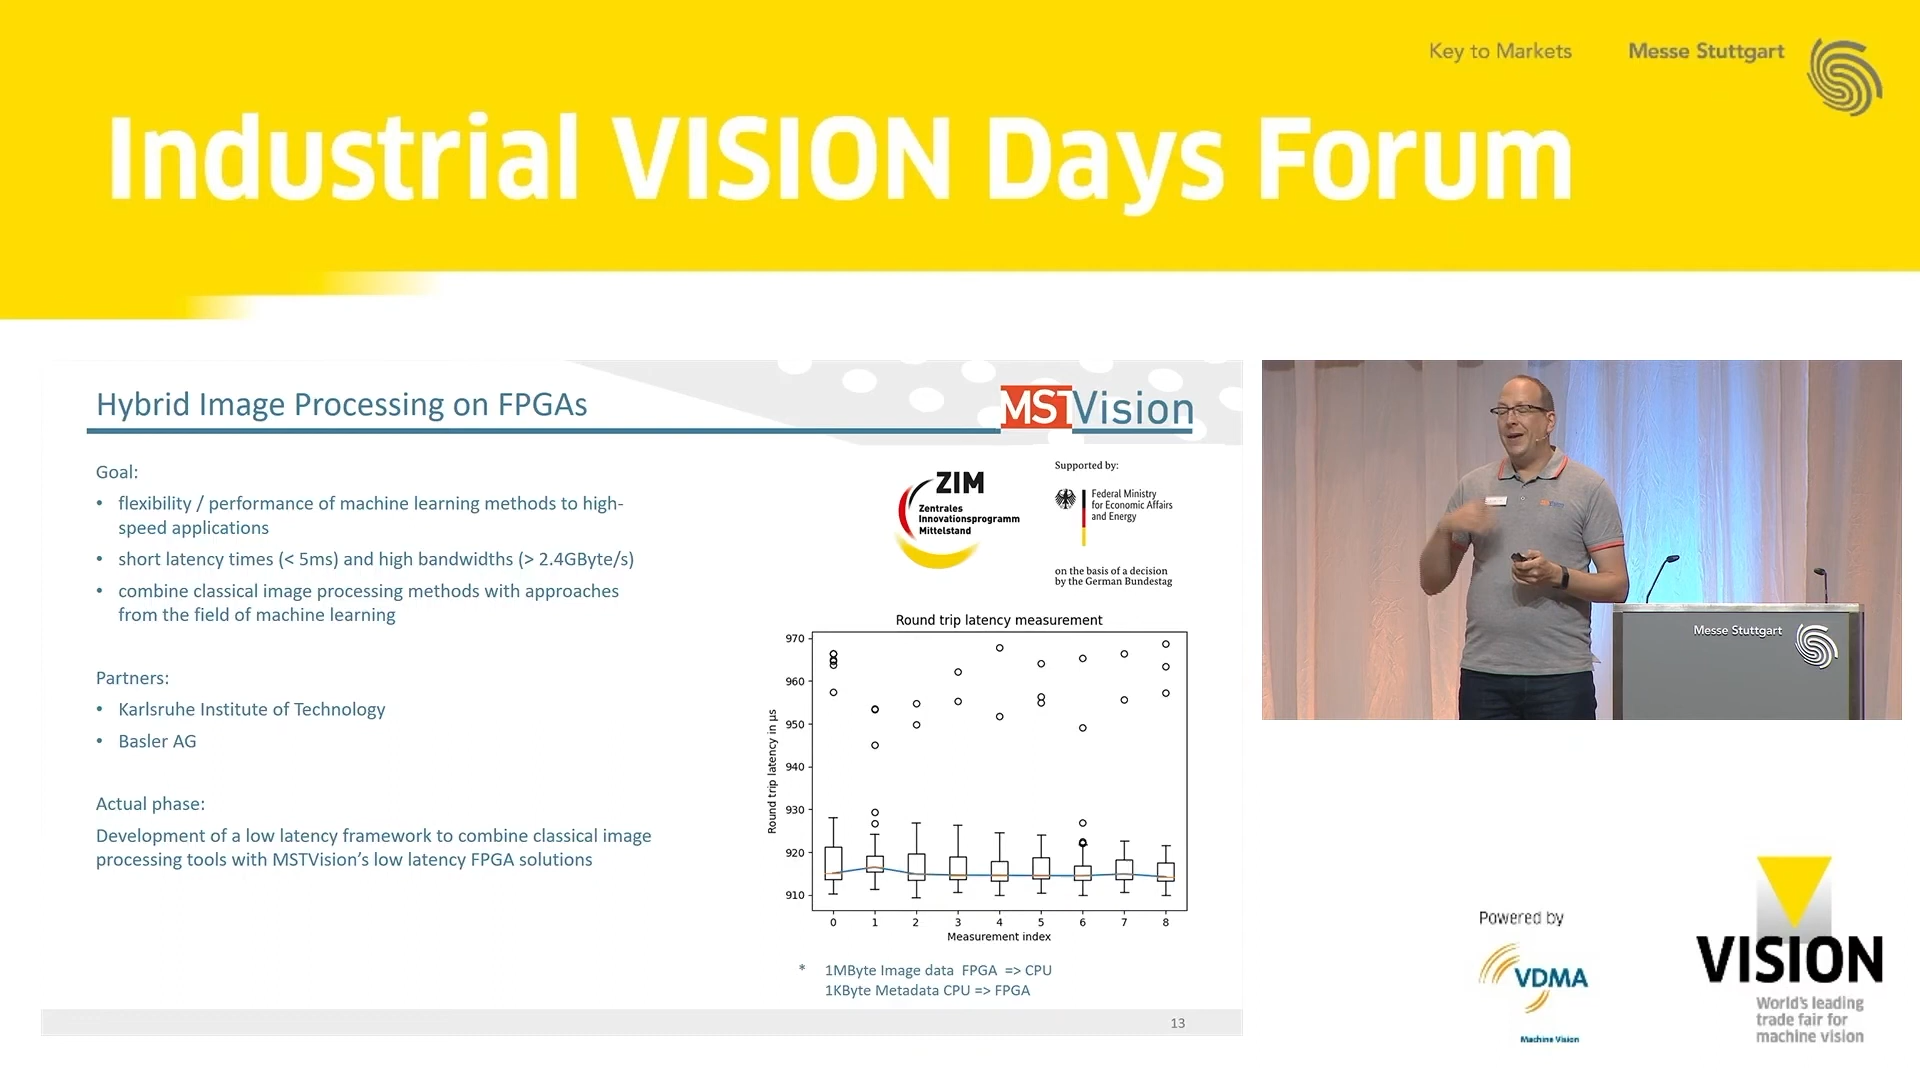 Key to Markets
Messe Stuttgart
Industrial VISION Days Forum
Hybrid Image Processing on FPGAs
MSTVision
Goal:
• flexibility / performance of machine learning methods to high-
speed applications
• short latency times (< 5ms) and high bandwidths (> 2.4GByte/s)
• combine classical image processing methods with approaches
from the field of machine learning
Partners:
• Karlsruhe Institute of Technology
• Basler AG
Actual phase:
Development of a low latency framework to combine classical image
processing tools with MSTVision's low latency FPGA solutions
ZIM
Zentrales
Innovationsprogramm
Mittelstand
Supported by:
Federal Ministry
for Economic Affairs
and Energy
on the basis of a decision
by the German Bundestag
Round trip latency measurement
Round trip latency in µs
970
960
950
940
930
920
910
0 1 2 3 4 5 6 7 8
Measurement index
* 1MByte Image data FPGA => CPU
1KByte Metadata CPU => FPGA
13
Messe Stuttgart
Powered by
VDMA
Machine Vision
VISION
World's leading
trade fair for
machine vision